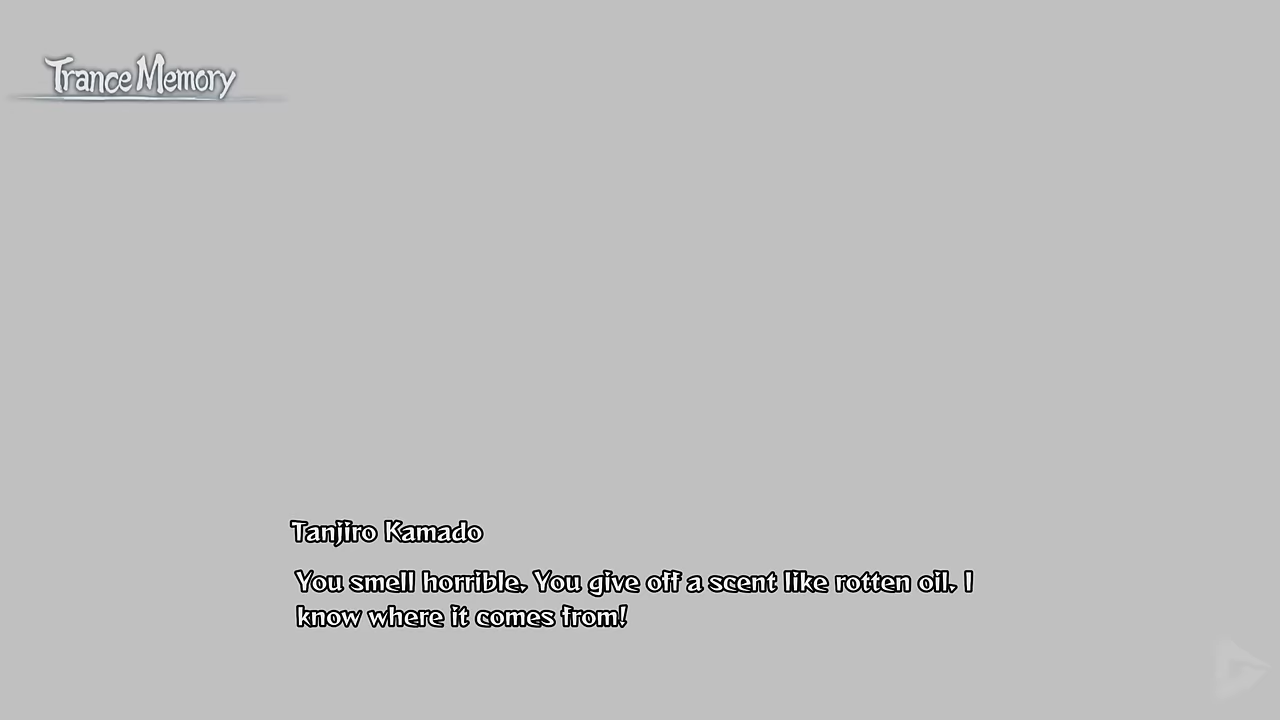 Trance Memory
Tanjiro Kamado
You smell horrible. You give off a scent like rotten oil. I
know where it comes from!